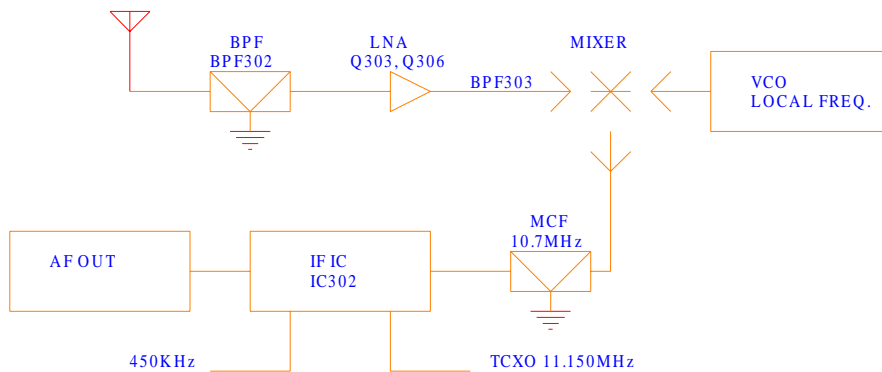 BPF
BPF302
LNA
Q303, Q306
BPF303
MIXER
VCO
LOCAL FREQ.
AF OUT
IF IC
IC302
MCF
10.7MHz
450KHz
TCXO 11.150MHz